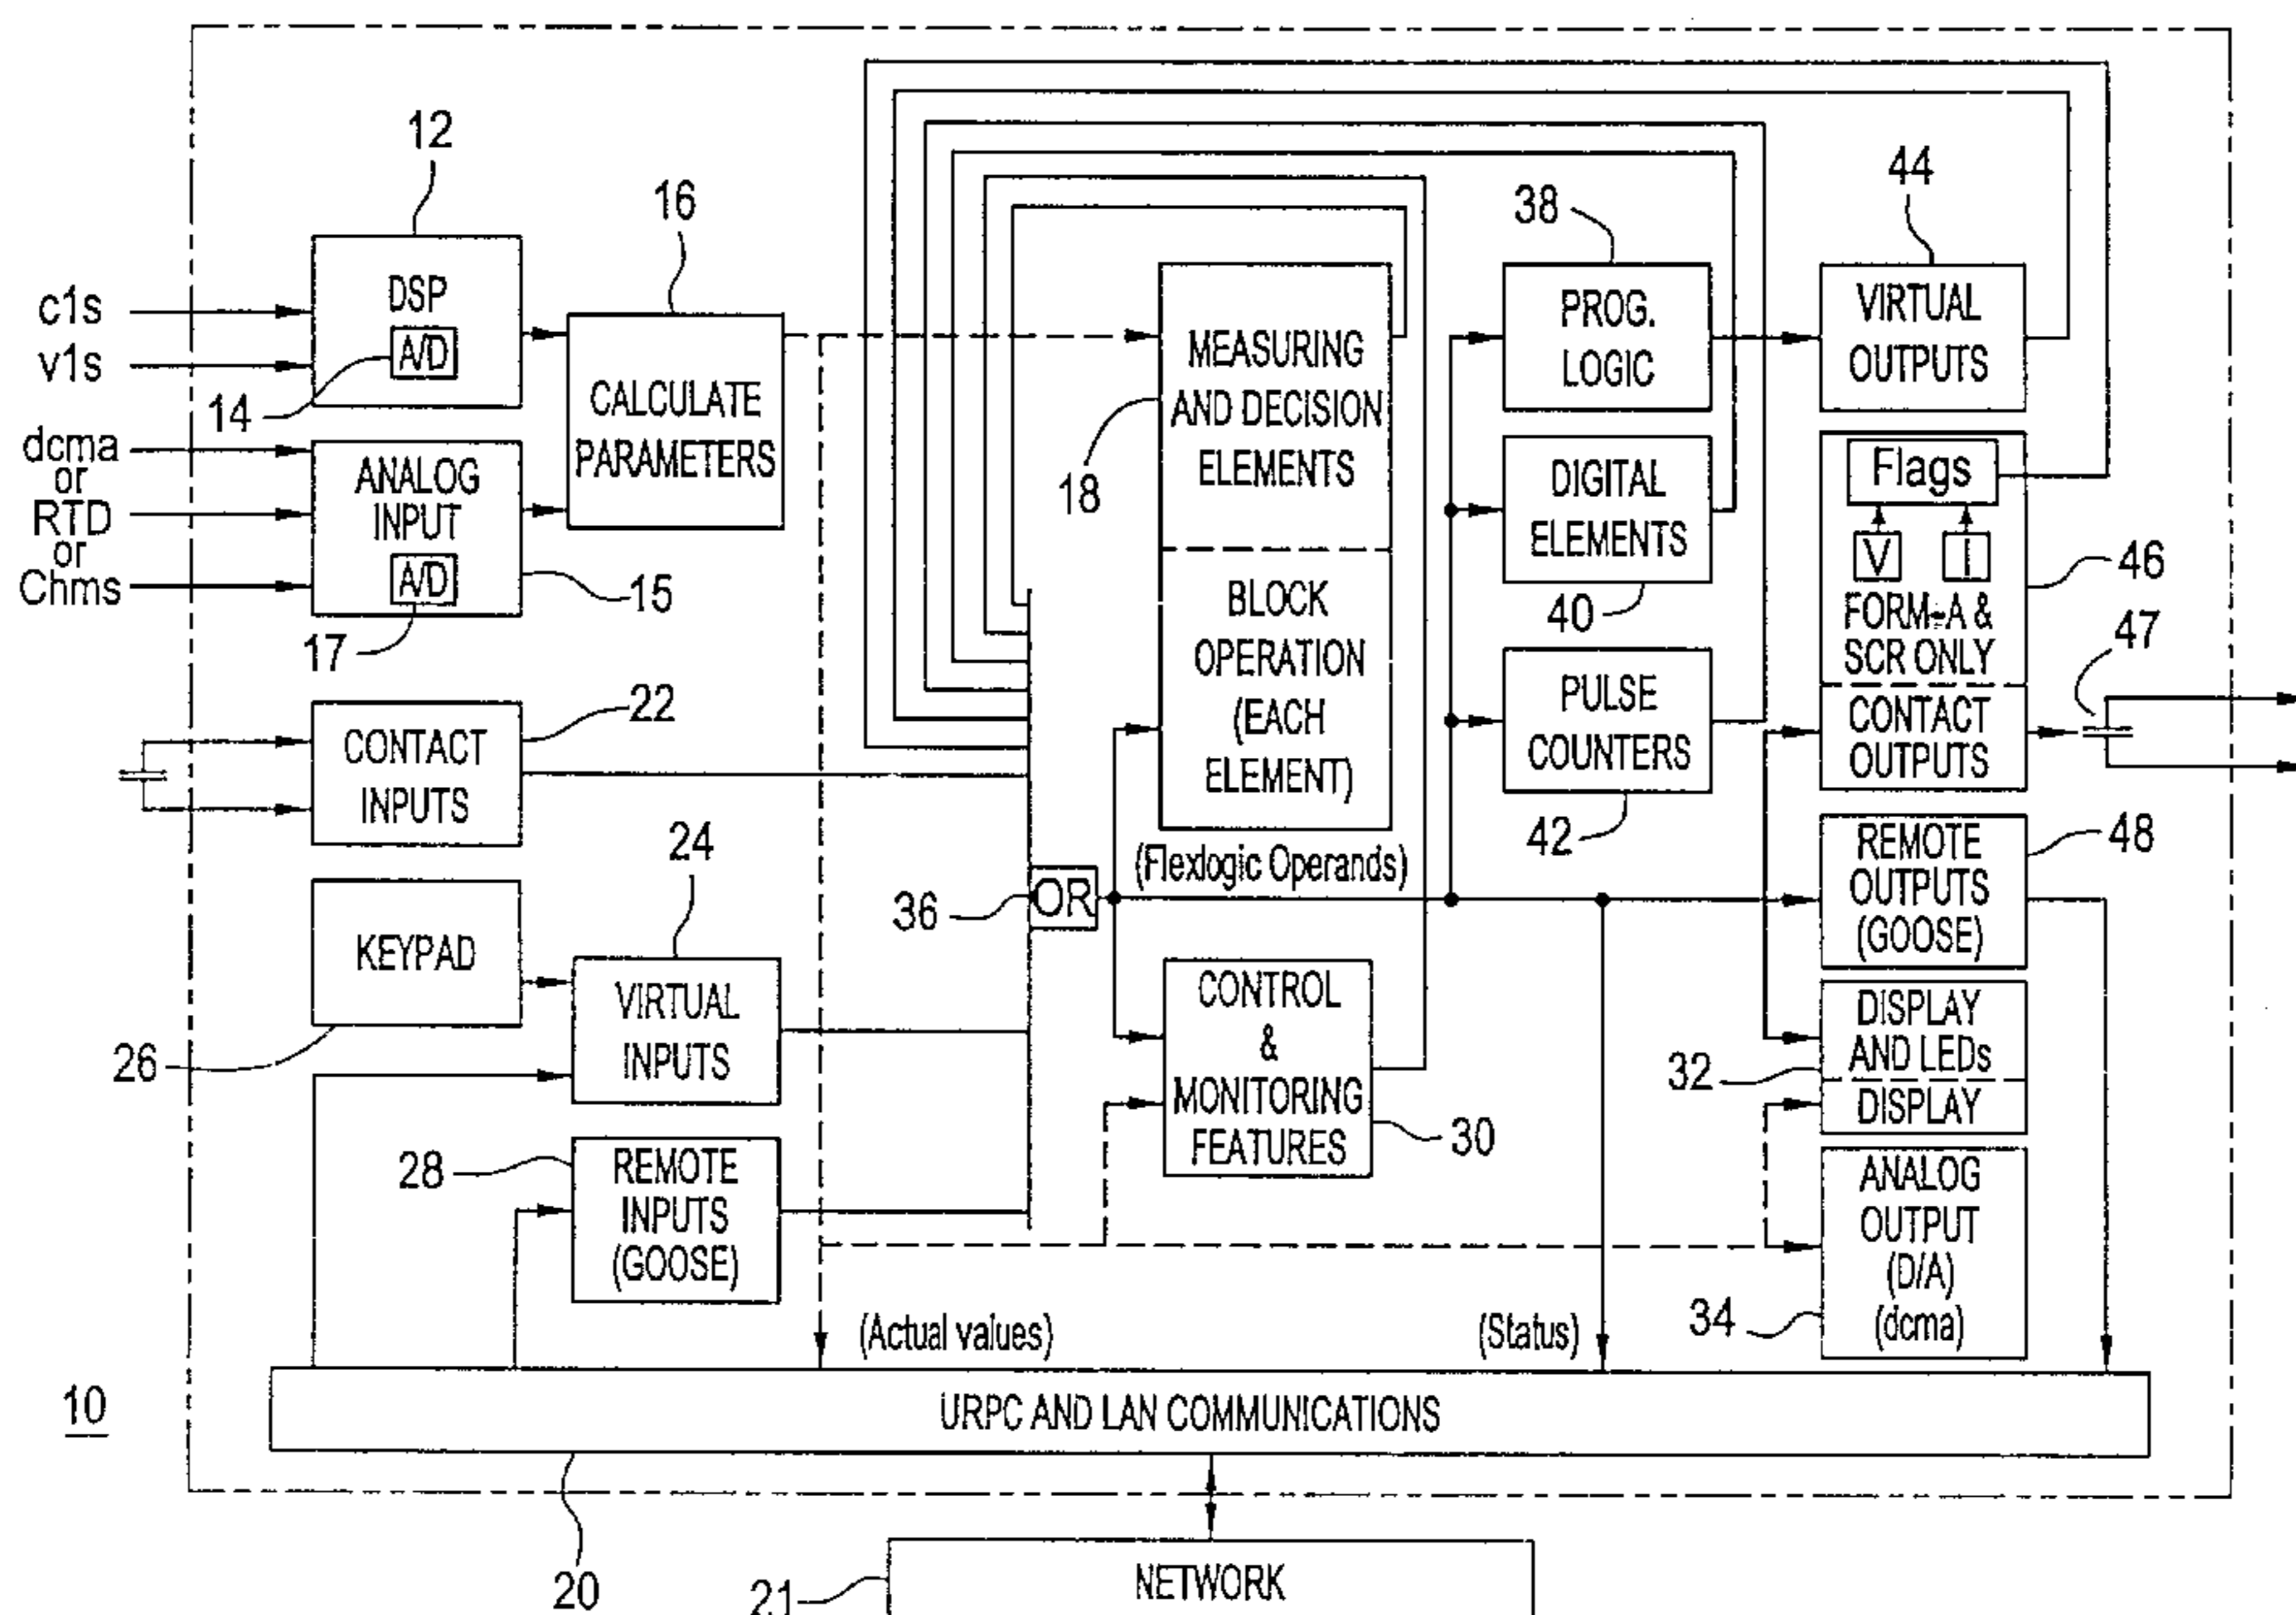 12
DSP
A/D
14
c1s
v1s
dcma
or
RTD
or
Chms
ANALOG
INPUT
A/D
15
17
16
CALCULATE
PARAMETERS
22
CONTACT
INPUTS
KEYPAD
26
24
VIRTUAL
INPUTS
28
REMOTE
INPUTS
(GOOSE)
MEASURING
AND DECISION
ELEMENTS
18
BLOCK
OPERATION
(EACH
ELEMENT)
36
OR
(Flexlogic Operands)
CONTROL
&
MONITORING
FEATURES
30
38
PROG.
LOGIC
DIGITAL
ELEMENTS
40
PULSE
COUNTERS
42
44
VIRTUAL
OUTPUTS
Flags
V
I
46
FORM-A &
SCR ONLY
CONTACT
OUTPUTS
47
REMOTE
OUTPUTS
(GOOSE)
48
DISPLAY
AND LEDs
32
DISPLAY
ANALOG
OUTPUT
(D/A)
(dcma)
34
(Actual values)
(Status)
10
URPC AND LAN COMMUNICATIONS
20
21
NETWORK